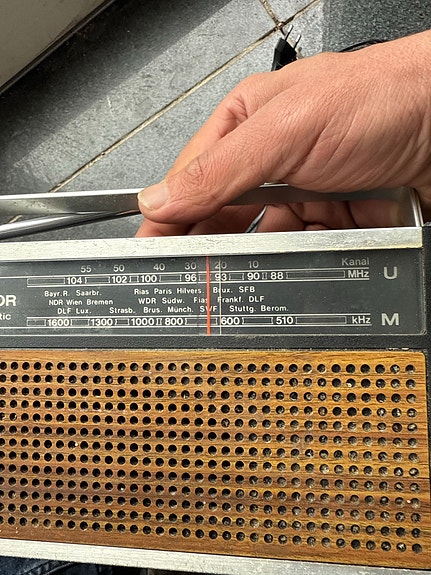 55 50 40 30 20 10 Kanal
104 102 100 96 93 90 88 MHz U
Bayr.R. Saarbr. Rias Paris Hilvers. Brux. SFB
NDR Wien Bremen WDR Südw. Frankf. DLF
DLF Lux. Strasb. Brus. Münch. SWF Stuttg. Berom.
1600 1300 1000 800 600 510 kHz M
DR
tic